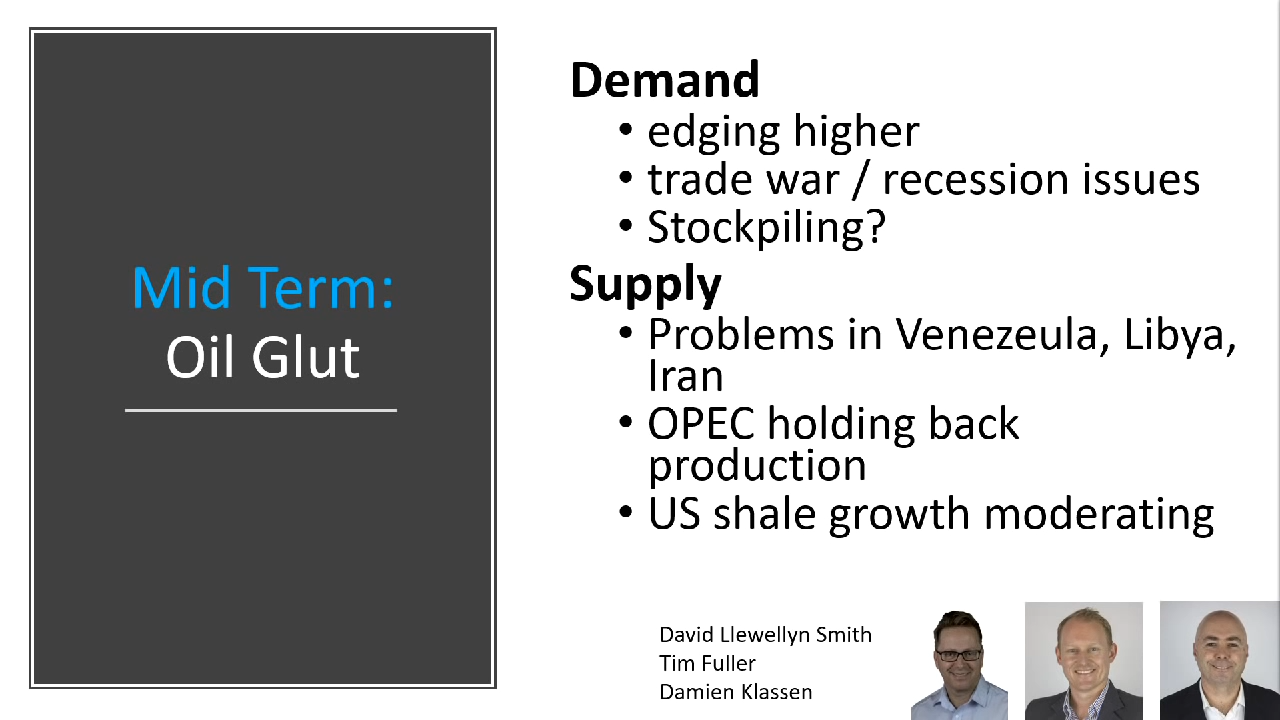 Mid Term:
Oil Glut
Demand
• edging higher
• trade war / recession issues
• Stockpiling?
Supply
• Problems in Venezeula, Libya,
Iran
• OPEC holding back
production
• US shale growth moderating
David Llewellyn Smith
Tim Fuller
Damien Klassen